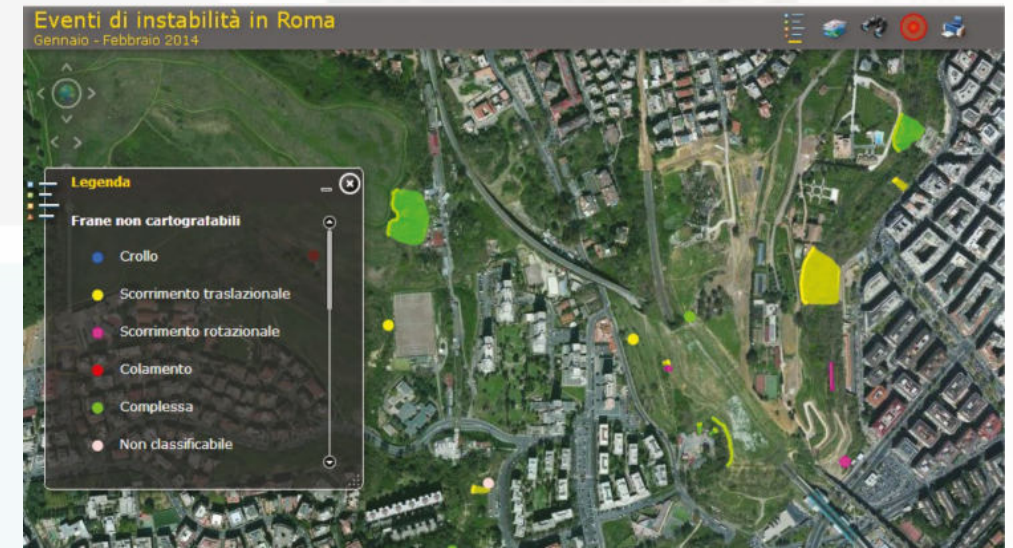 Eventi di instabilità in Roma
Gennaio - Febbraio 2014
Legenda
Frane non cartografabili
Crollo
Scorrimento traslazionale
Scorrimento rotazionale
Colamento
Complessa
Non classificabile